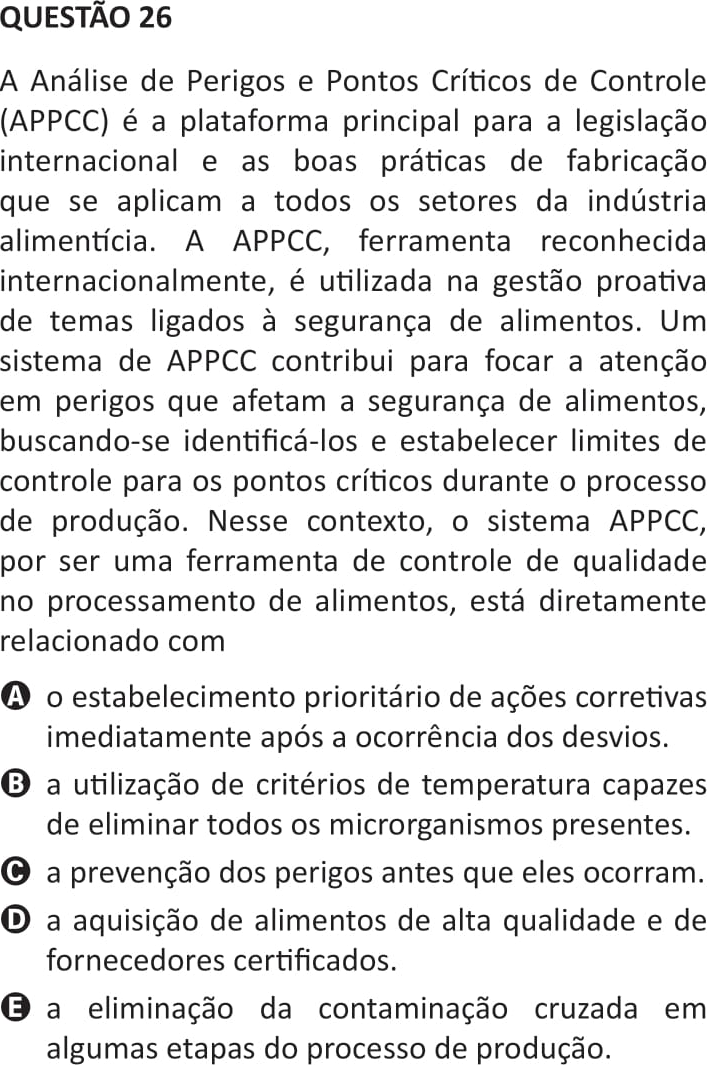 QUESTÃO 26
A Análise de Perigos e Pontos Críticos de Controle
(APPCC) é a plataforma principal para a legislação
internacional e as boas práticas de fabricação
que se aplicam a todos os setores da indústria
alimentícia. A APPCC, ferramenta reconhecida
internacionalmente, é utilizada na gestão proativa
de temas ligados à segurança de alimentos. Um
sistema de APPCC contribui para focar a atenção
em perigos que afetam a segurança de alimentos,
buscando-se identificá-los e estabelecer limites de
controle para os pontos críticos durante o processo
de produção. Nesse contexto, o sistema APPCC,
por ser uma ferramenta de controle de qualidade
no processamento de alimentos, está diretamente
relacionado com
A o estabelecimento prioritário de ações corretivas
imediatamente após a ocorrência dos desvios.
B a utilização de critérios de temperatura capazes
de eliminar todos os microrganismos presentes.
C a prevenção dos perigos antes que eles ocorram.
D a aquisição de alimentos de alta qualidade e de
fornecedores certificados.
E a eliminação da contaminação cruzada em
algumas etapas do processo de produção.